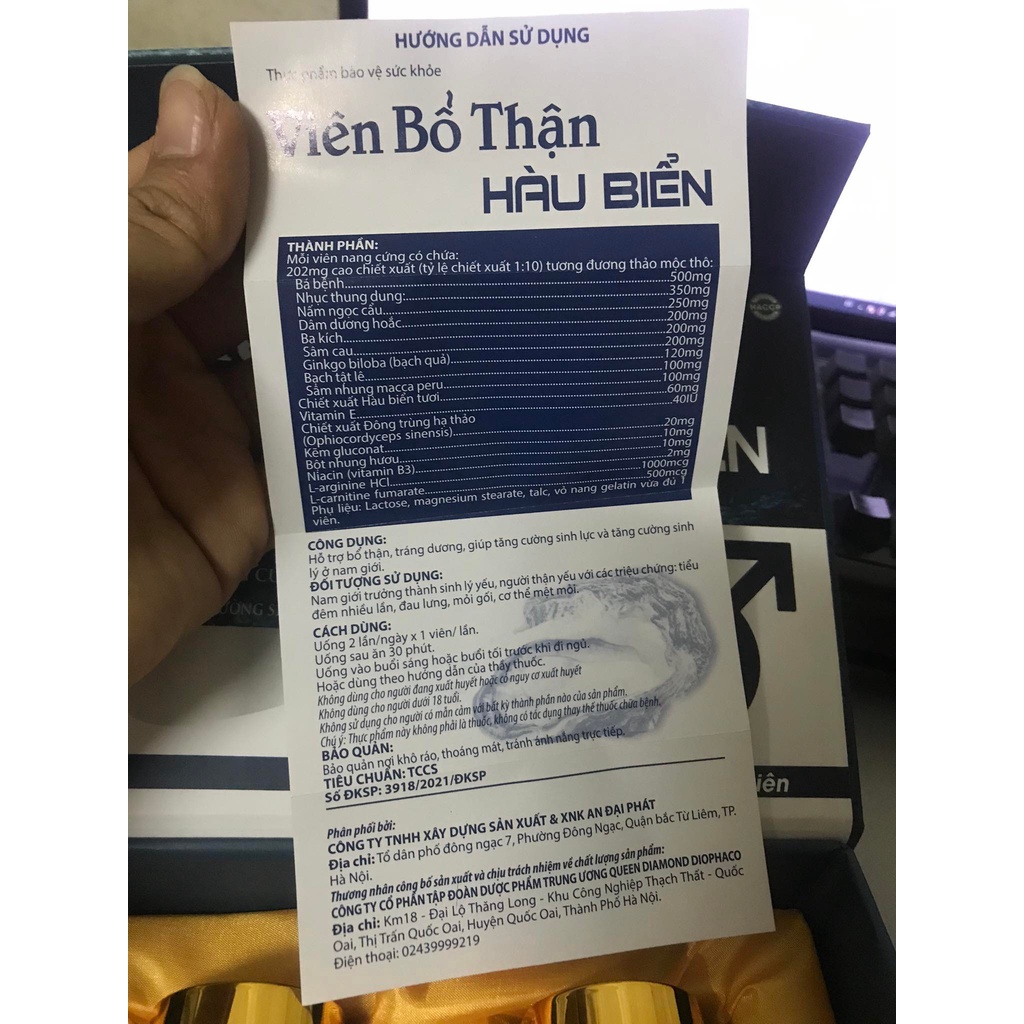 HƯỚNG DẪN SỬ DỤNG
Thực phẩm bảo vệ sức khỏe
Viên Bổ Thận
HÀU BIỂN
THÀNH PHẦN:
Mỗi viên nang cứng có chứa:
202mg cao chiết xuất (tỷ lệ chiết xuất 1:10) tương đương thảo mộc thô:
Bá bệnh........500mg
Nhục thung dung:........350mg
Nấm ngọc cẩu........250mg
Dâm dương hoắc........200mg
Ba kích........200mg
Sâm cau........200mg
Ginkgo biloba (bạch quả)........120mg
Bạch tật lê........100mg
Sâm nhung macca peru........100mg
Chiết xuất Hàu biển tươi........60mg
Vitamin E........40IU
Chiết xuất Đông trùng hạ thảo
(Ophiocordyceps sinensis)........20mg
Kẽm gluconat........10mg
Bột nhung hươu........10mg
Niacin (vitamin B3)........2mg
L-arginine HCl........1000mcg
L-carnitine fumarate........500mcg
Phụ liệu: Lactose, magnesium stearate, talc, vỏ nang gelatin vừa đủ 1
viên.
CÔNG DỤNG:
Hỗ trợ bổ thận, tráng dương, giúp tăng cường sinh lực và tăng cường sinh
lý ở nam giới.
ĐỐI TƯỢNG SỬ DỤNG:
Nam giới trưởng thành sinh lý yếu, người thận yếu với các triệu chứng: tiểu
đêm nhiều lần, đau lưng, mỏi gối, cơ thể mệt mỏi.
CÁCH DÙNG:
Uống 2 lần/ngày x 1 viên/ lần.
Uống sau ăn 30 phút.
Uống vào buổi sáng hoặc buổi tối trước khi đi ngủ.
Hoặc dùng theo hướng dẫn của thầy thuốc.
Không dùng cho người đang xuất huyết hoặc có nguy cơ xuất huyết
Không dùng cho người dưới 18 tuổi.
Không sử dụng cho người có mẫn cảm với bất kỳ thành phần nào của sản phẩm.
Chú ý: Thực phẩm này không phải là thuốc, không có tác dụng thay thế thuốc chữa bệnh.
BẢO QUẢN:
Bảo quản nơi khô ráo, thoáng mát, tránh ánh nắng trực tiếp.
TIÊU CHUẨN: TCCS
Số ĐKSP: 3918/2021/ĐKSP
Phân phối bởi:
CÔNG TY TNHH XÂY DỰNG SẢN XUẤT & XNK AN ĐẠI PHÁT
Địa chỉ: Tổ dân phố đông ngạc 7, Phường Đông Ngạc, Quận bắc Từ Liêm, TP.
Hà Nội.
Thương nhân công bố sản xuất và chịu trách nhiệm về chất lượng sản phẩm:
CÔNG TY CỔ PHẦN TẬP ĐOÀN DƯỢC PHẨM TRUNG ƯƠNG QUEEN DIAMOND DIOPHACO
Địa chỉ: Km18 - Đại Lộ Thăng Long - Khu Công Nghiệp Thạch Thất - Quốc
Oai, Thị Trấn Quốc Oai, Huyện Quốc Oai, Thành Phố Hà Nội.
Điện thoại: 02439999219
HACCP
iên